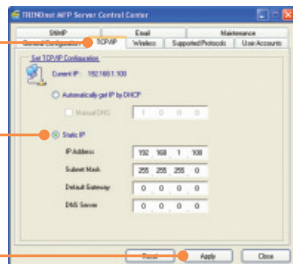 TRENDnet MFP Server Control Center
SNMP Email Maintenance
General Configuration TCP/IP Wireless Supported Protocols User Accounts
Set TCP/IP Configuration
Current IP : 192.168.1.100
Automatically get IP by DHCP
Manual DNS 1 0 0 0
Static IP
IP Address 192 168 1 108
Subnet Mask 255 255 255 0
Default Gateway 0 0 0 0
DNS Server 0 0 0 0
Apply Close